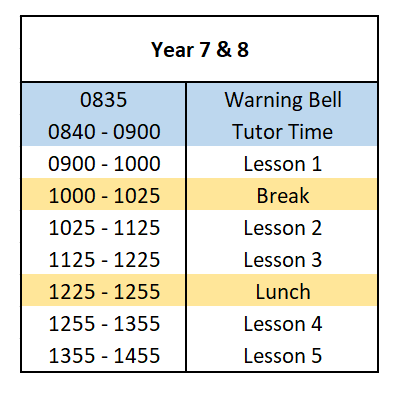 Year 7 & 8
0835 Warning Bell
0840 - 0900 Tutor Time
0900 - 1000 Lesson 1
1000 - 1025 Break
1025 - 1125 Lesson 2
1125 - 1225 Lesson 3
1225 - 1255 Lunch
1255 - 1355 Lesson 4
1355 - 1455 Lesson 5